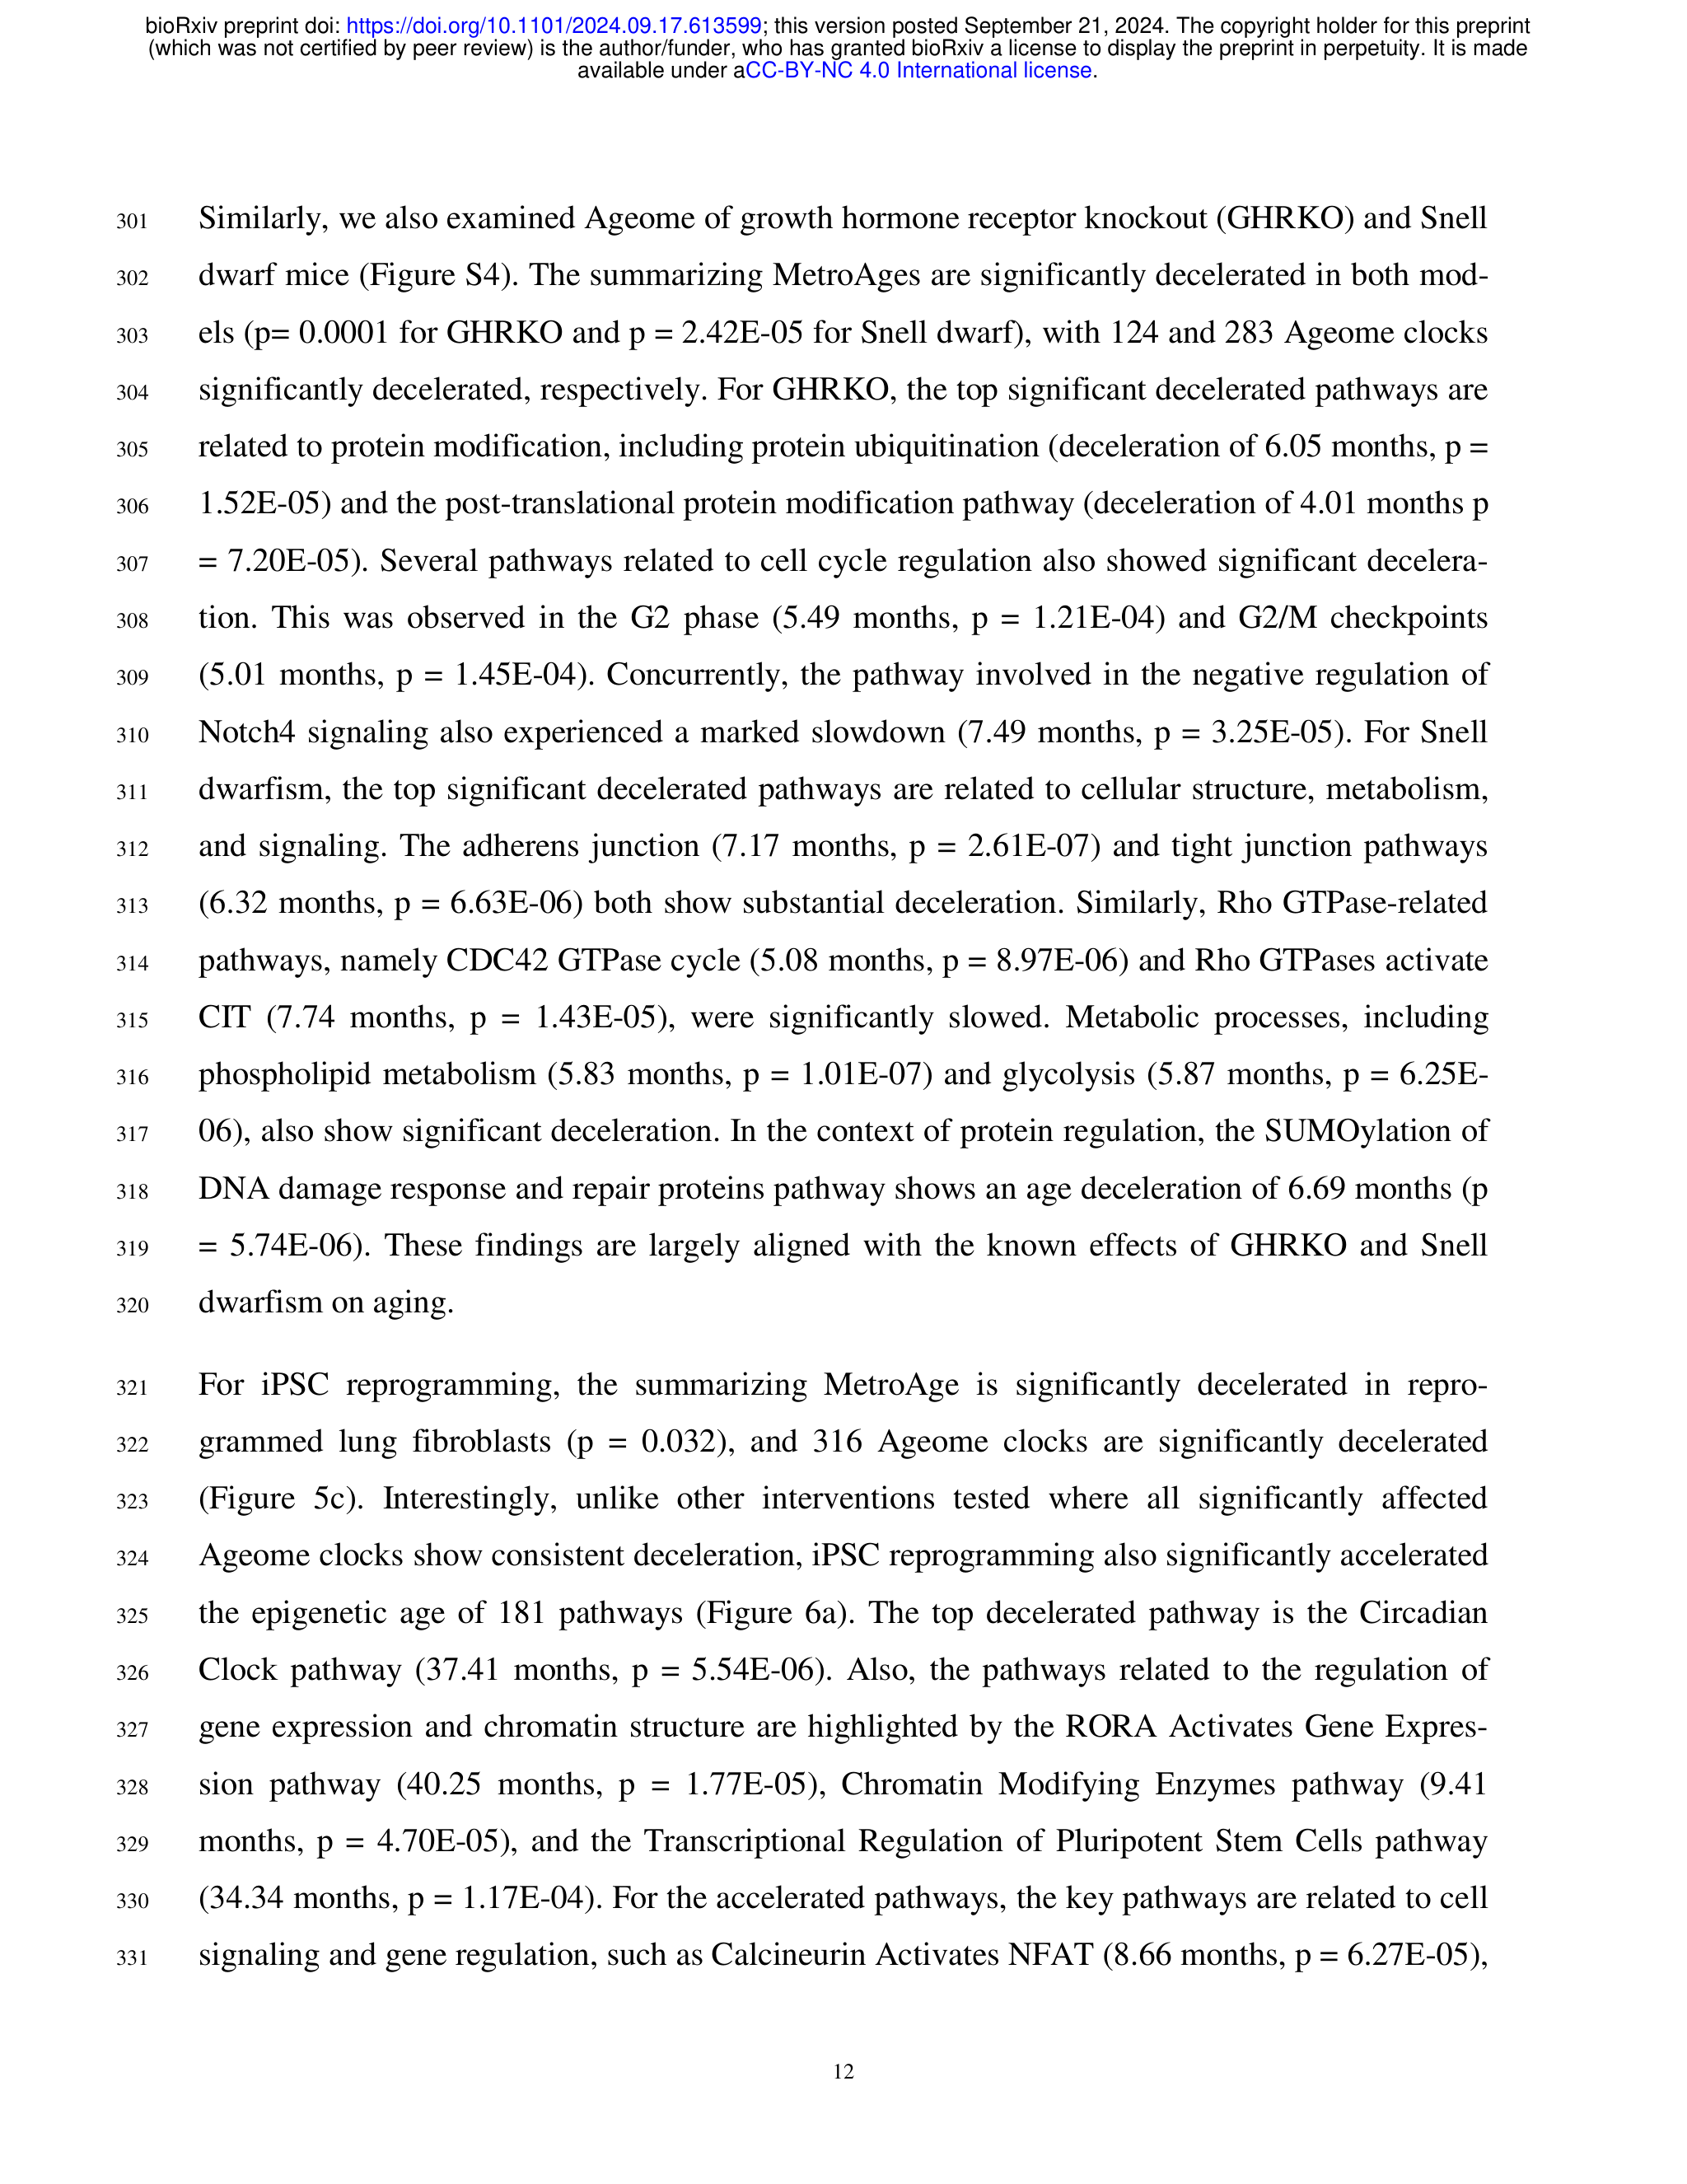 bioRxiv preprint doi: https://doi.org/10.1101/2024.09.17.613599; this version posted September 21, 2024. The copyright holder for this preprint
(which was not certified by peer review) is the author/funder, who has granted bioRxiv a license to display the preprint in perpetuity. It is made
available under aCC-BY-NC 4.0 International license.
301 Similarly, we also examined Ageome of growth hormone receptor knockout (GHRKO) and Snell
302 dwarf mice (Figure S4). The summarizing MetroAges are significantly decelerated in both mod-
303 els (p= 0.0001 for GHRKO and p = 2.42E-05 for Snell dwarf), with 124 and 283 Ageome clocks
304 significantly decelerated, respectively. For GHRKO, the top significant decelerated pathways are
305 related to protein modification, including protein ubiquitination (deceleration of 6.05 months, p =
306 1.52E-05) and the post-translational protein modification pathway (deceleration of 4.01 months p
307 = 7.20E-05). Several pathways related to cell cycle regulation also showed significant decelera-
308 tion. This was observed in the G2 phase (5.49 months, p = 1.21E-04) and G2/M checkpoints
309 (5.01 months, p = 1.45E-04). Concurrently, the pathway involved in the negative regulation of
310 Notch4 signaling also experienced a marked slowdown (7.49 months, p = 3.25E-05). For Snell
311 dwarfism, the top significant decelerated pathways are related to cellular structure, metabolism,
312 and signaling. The adherens junction (7.17 months, p = 2.61E-07) and tight junction pathways
313 (6.32 months, p = 6.63E-06) both show substantial deceleration. Similarly, Rho GTPase-related
314 pathways, namely CDC42 GTPase cycle (5.08 months, p = 8.97E-06) and Rho GTPases activate
315 CIT (7.74 months, p = 1.43E-05), were significantly slowed. Metabolic processes, including
316 phospholipid metabolism (5.83 months, p = 1.01E-07) and glycolysis (5.87 months, p = 6.25E-
317 06), also show significant deceleration. In the context of protein regulation, the SUMOylation of
318 DNA damage response and repair proteins pathway shows an age deceleration of 6.69 months (p
319 = 5.74E-06). These findings are largely aligned with the known effects of GHRKO and Snell
320 dwarfism on aging.
321 For iPSC reprogramming, the summarizing MetroAge is significantly decelerated in repro-
322 grammed lung fibroblasts (p = 0.032), and 316 Ageome clocks are significantly decelerated
323 (Figure 5c). Interestingly, unlike other interventions tested where all significantly affected
324 Ageome clocks show consistent deceleration, iPSC reprogramming also significantly accelerated
325 the epigenetic age of 181 pathways (Figure 6a). The top decelerated pathway is the Circadian
326 Clock pathway (37.41 months, p = 5.54E-06). Also, the pathways related to the regulation of
327 gene expression and chromatin structure are highlighted by the RORA Activates Gene Expres-
328 sion pathway (40.25 months, p = 1.77E-05), Chromatin Modifying Enzymes pathway (9.41
329 months, p = 4.70E-05), and the Transcriptional Regulation of Pluripotent Stem Cells pathway
330 (34.34 months, p = 1.17E-04). For the accelerated pathways, the key pathways are related to cell
331 signaling and gene regulation, such as Calcineurin Activates NFAT (8.66 months, p = 6.27E-05),
12